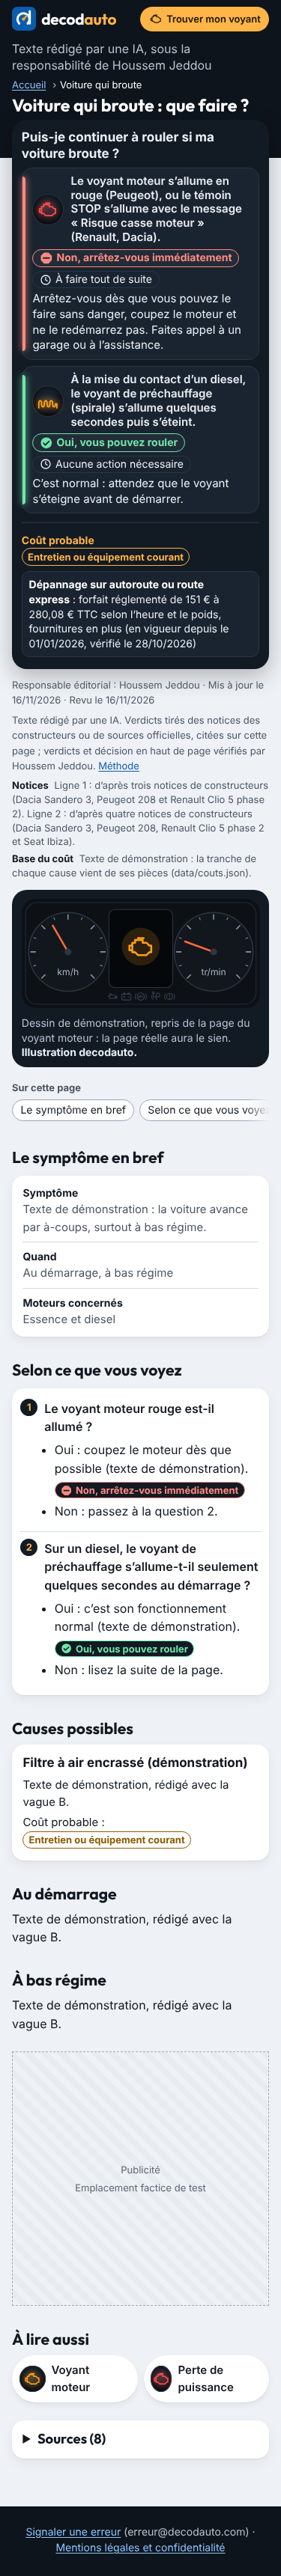 decodauto
Trouver mon voyant
Texte rédigé par une IA, sous la
responsabilité de Houssem Jeddou
Accueil › Voiture qui broute
Voiture qui broute : que faire ?
Puis-je continuer à rouler si ma
voiture broute ?
Le voyant moteur s’allume en
rouge (Peugeot), ou le témoin
STOP s’allume avec le message
« Risque casse moteur »
(Renault, Dacia).
Non, arrêtez-vous immédiatement
À faire tout de suite
Arrêtez-vous dès que vous pouvez le
faire sans danger, coupez le moteur et
ne le redémarrez pas. Faites appel à un
garage ou à l’assistance.
À la mise du contact d’un diesel,
le voyant de préchauffage
(spirale) s’allume quelques
secondes puis s’éteint.
Oui, vous pouvez rouler
Aucune action nécessaire
C’est normal : attendez que le voyant
s’éteigne avant de démarrer.
Coût probable
Entretien ou équipement courant
Dépannage sur autoroute ou route
express : forfait réglementé de 151 € à
280,08 € TTC selon l’heure et le poids,
fournitures en plus (en vigueur depuis le
01/01/2026, vérifié le 28/10/2026)
Responsable éditorial : Houssem Jeddou · Mis à jour le
16/11/2026 · Revu le 16/11/2026
Texte rédigé par une IA. Verdicts tirés des notices des
constructeurs ou de sources officielles, citées sur cette
page ; verdicts et décision en haut de page vérifiés par
Houssem Jeddou. Méthode
Notices Ligne 1 : d’après trois notices de constructeurs
(Dacia Sandero 3, Peugeot 208 et Renault Clio 5 phase
2). Ligne 2 : d’après quatre notices de constructeurs
(Dacia Sandero 3, Peugeot 208, Renault Clio 5 phase 2
et Seat Ibiza).
Base du coût Texte de démonstration : la tranche de
chaque cause vient de ses pièces (data/couts.json).
km/h
tr/min
Dessin de démonstration, repris de la page du
voyant moteur : la page réelle aura le sien.
Illustration decodauto.
Sur cette page
Le symptôme en bref
Selon ce que vous voyez
Le symptôme en bref
Symptôme
Texte de démonstration : la voiture avance
par à-coups, surtout à bas régime.
Quand
Au démarrage, à bas régime
Moteurs concernés
Essence et diesel
Selon ce que vous voyez
1 Le voyant moteur rouge est-il
allumé ?
• Oui : coupez le moteur dès que
possible (texte de démonstration).
Non, arrêtez-vous immédiatement
• Non : passez à la question 2.
2 Sur un diesel, le voyant de
préchauffage s’allume-t-il seulement
quelques secondes au démarrage ?
• Oui : c’est son fonctionnement
normal (texte de démonstration).
Oui, vous pouvez rouler
• Non : lisez la suite de la page.
Causes possibles
Filtre à air encrassé (démonstration)
Texte de démonstration, rédigé avec la
vague B.
Coût probable :
Entretien ou équipement courant
Au démarrage
Texte de démonstration, rédigé avec la
vague B.
À bas régime
Texte de démonstration, rédigé avec la
vague B.
Publicité
Emplacement factice de test
À lire aussi
Voyant
moteur
Perte de
puissance
Sources (8)
Signaler une erreur (erreur@decodauto.com) ·
Mentions légales et confidentialité